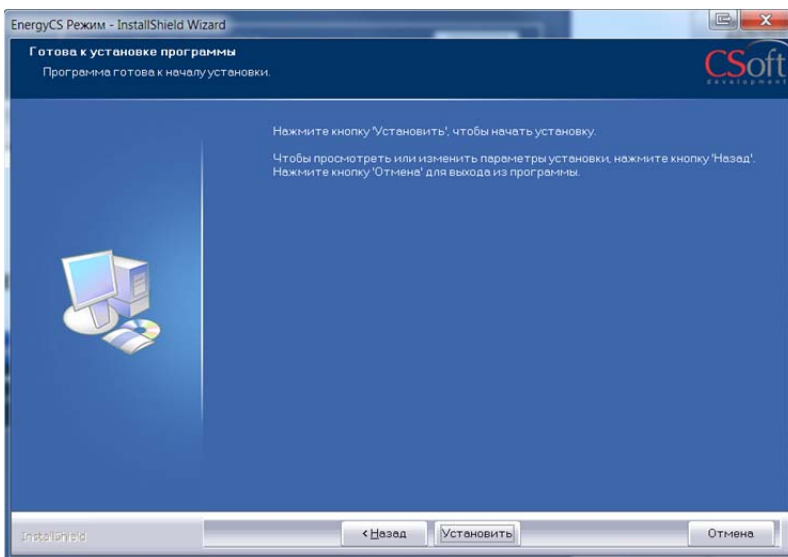 EnergyCS Режим - InstallShield Wizard
Готова к установке программы
Программа готова к началу установки.
CSoft
development
Нажмите кнопку 'Установить', чтобы начать установку.
Чтобы просмотреть или изменить параметры установки, нажмите кнопку 'Назад'.
Нажмите кнопку 'Отмена' для выхода из программы.
InstallShield
< Назад
Установить
Отмена